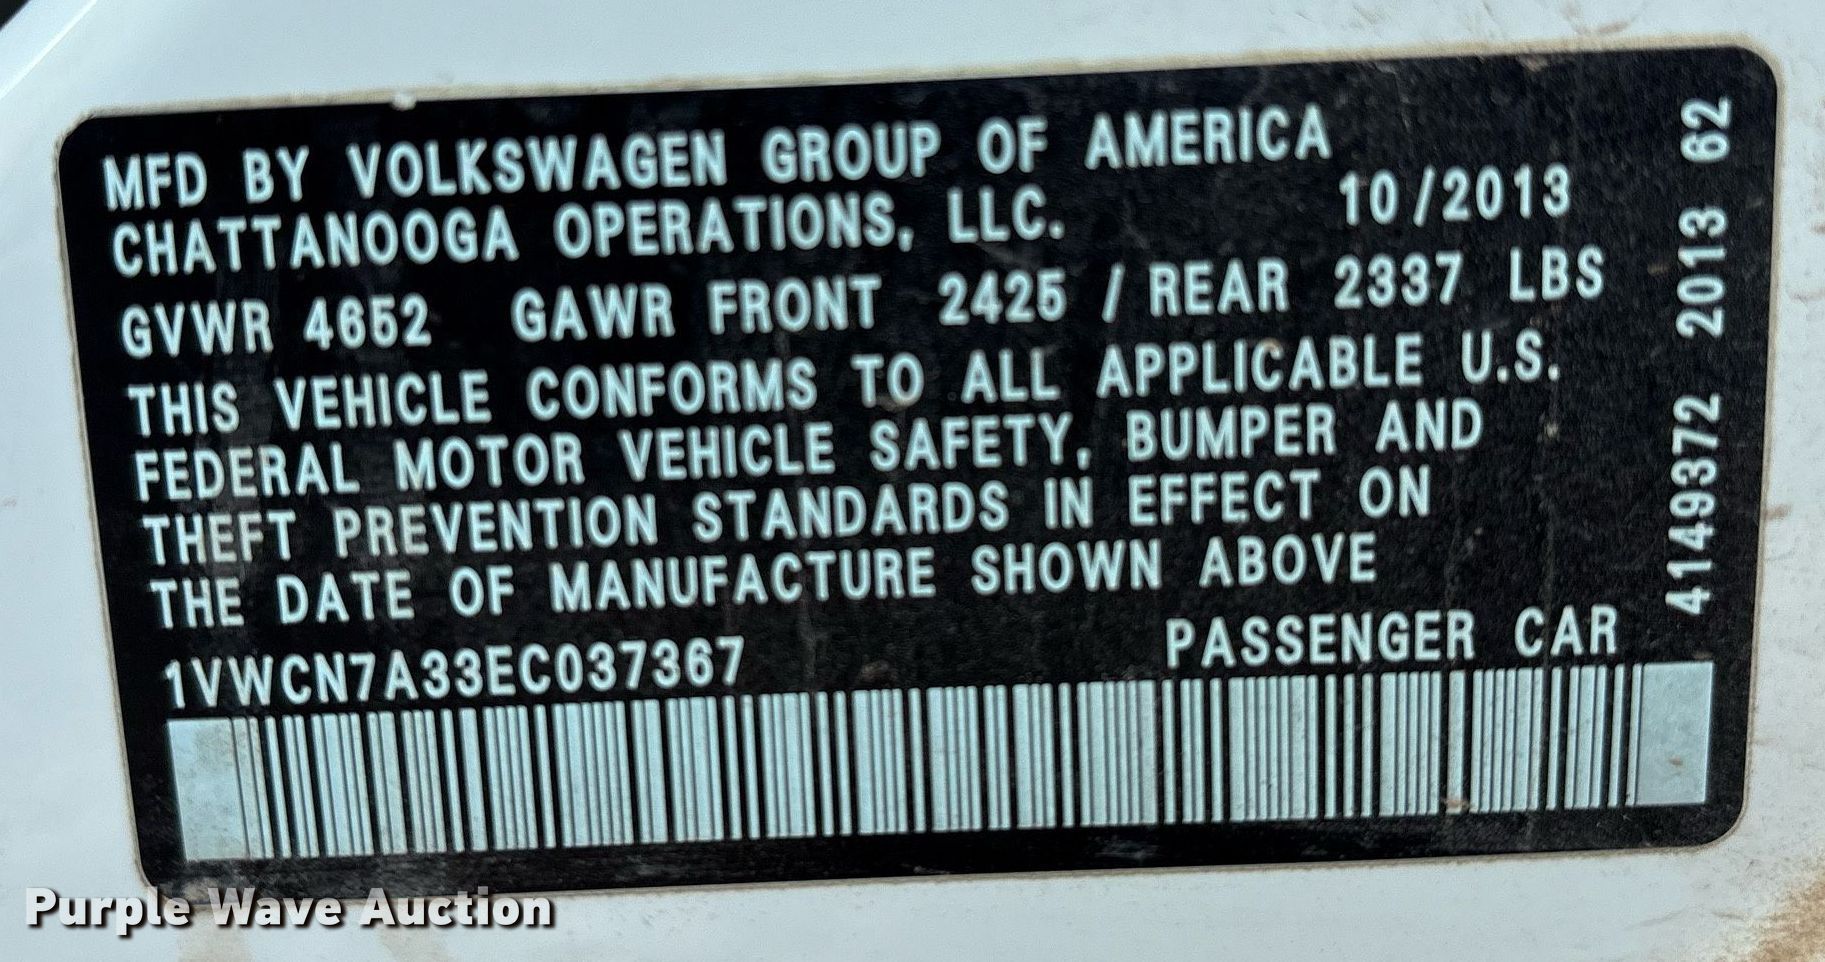 MFD BY VOLKSWAGEN GROUP OF AMERICA
CHATTANOOGA OPERATIONS, LLC. 10/2013
GVWR 4652 GAWR FRONT 2425 / REAR 2337 LBS
THIS VEHICLE CONFORMS TO ALL APPLICABLE U.S.
FEDERAL MOTOR VEHICLE SAFETY, BUMPER AND
THEFT PREVENTION STANDARDS IN EFFECT ON
THE DATE OF MANUFACTURE SHOWN ABOVE
1VWCN7A33EC037367 PASSENGER CAR
4149372 2013 62
Purple Wave Auction